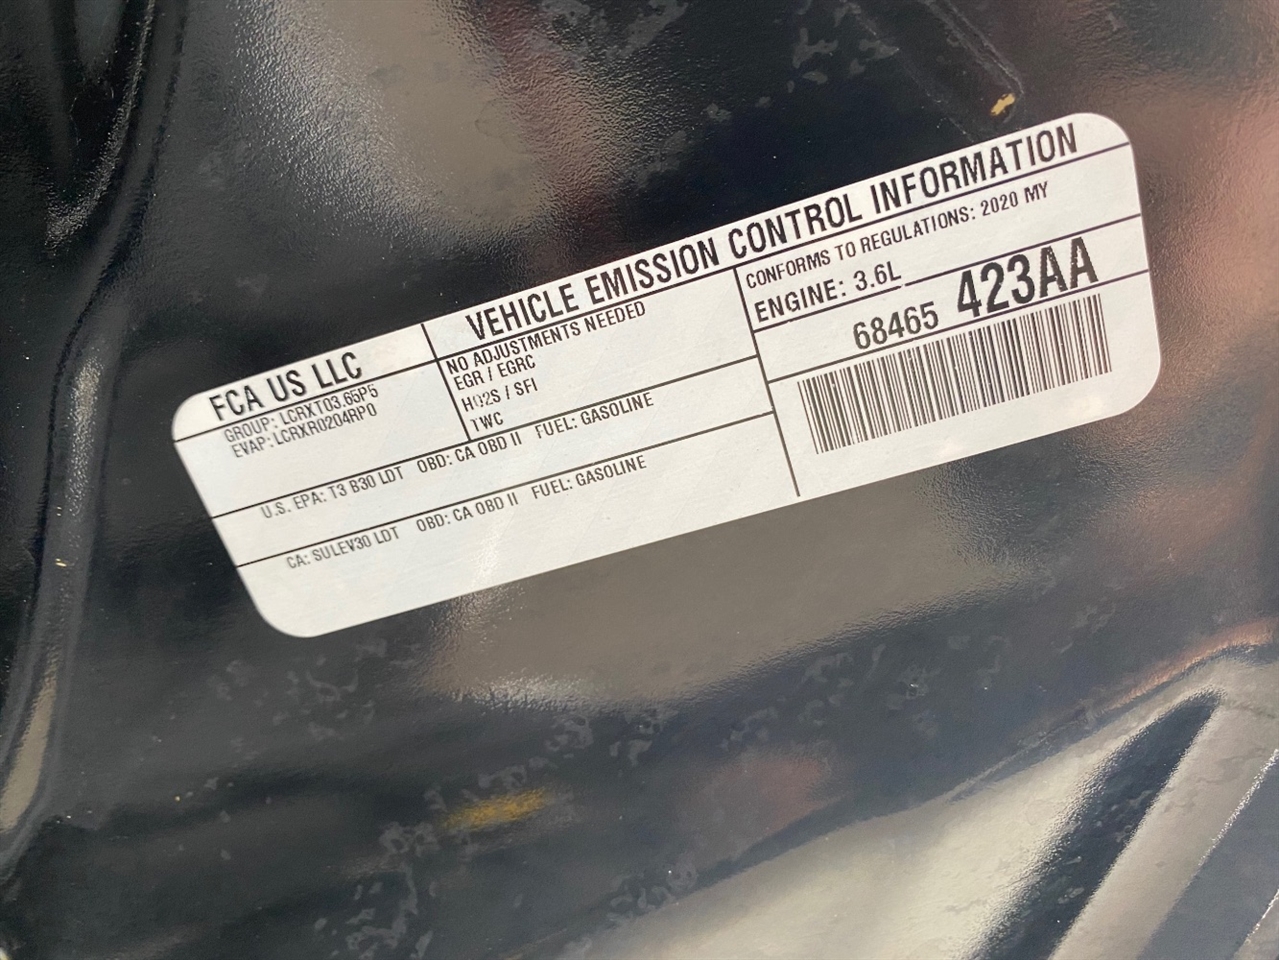 FCA US LLC
GROUP: LCRXT03.65P5
EVAP: LCRXR0204RP0
VEHICLE EMISSION CONTROL INFORMATION
NO ADJUSTMENTS NEEDED
EGR / EGRC
HO2S / SFI
TWC
CONFORMS TO REGULATIONS: 2020 MY
ENGINE: 3.6L
68465 423AA
U.S. EPA: T3 B30 LDT OBD: CA OBD II FUEL: GASOLINE
CA: SULEV30 LDT OBD: CA OBD II FUEL: GASOLINE